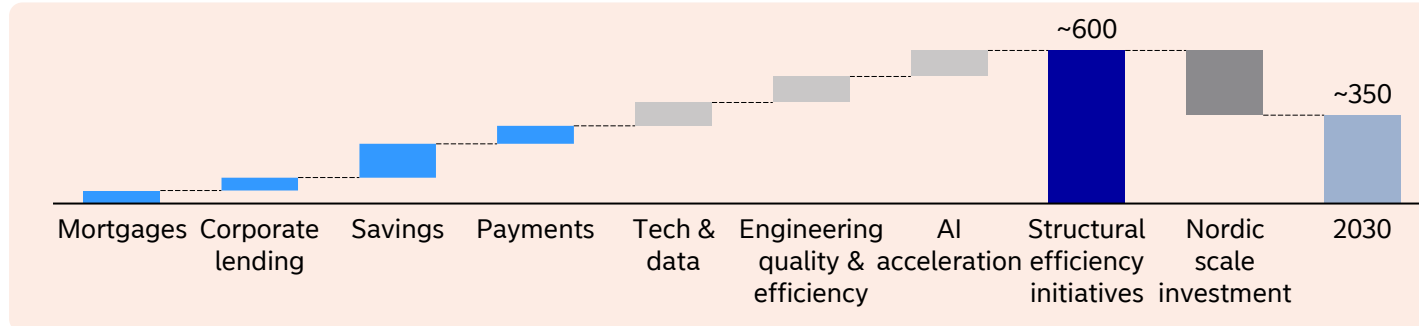 ~600
~350
Mortgages
Corporate
lending
Savings
Payments
Tech &
data
Engineering
quality &
efficiency
AI
acceleration
Structural
efficiency
initiatives
Nordic
scale
investment
2030